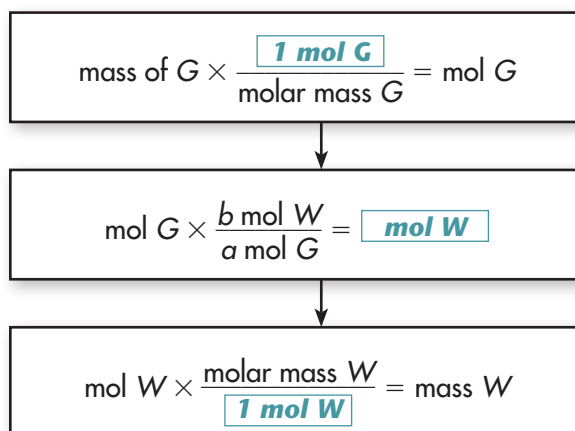 mass of G × 1 mol G / molar mass G = mol G
mol G × b mol W / a mol G = mol W
mol W × molar mass W / 1 mol W = mass W